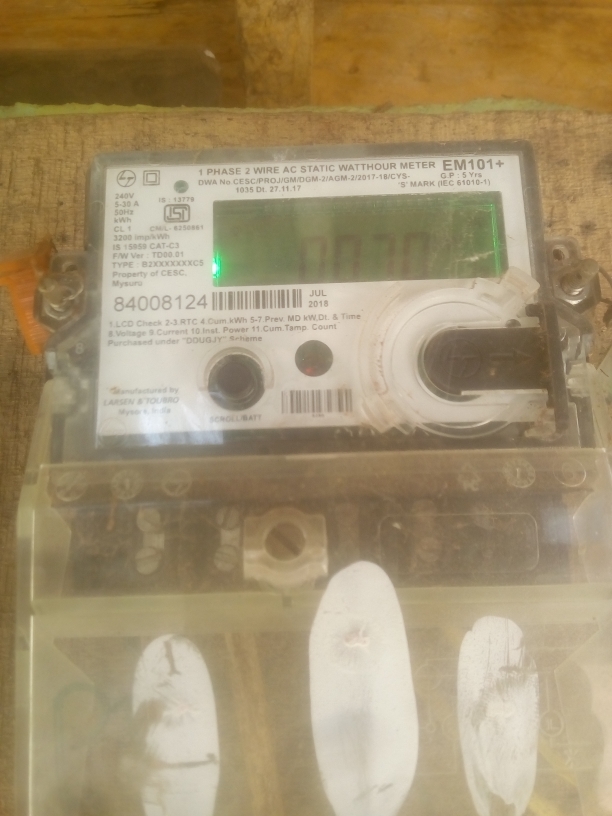 1 PHASE 2 WIRE AC STATIC WATTHOUR METER EM101+
DWA No.CESC/PROJ/GM/DGM-2/AGM-2/2017-18/CYS- G.P : 5 Yrs
1035 Dt. 27.11.17 'S' MARK (IEC 61010-1)
240V
5-30 A
50Hz
kWh
CL 1
3200 imp/kWh
IS : 13779
ISI
CM/L:
IS 15959 CAT-C3
F/W Ver : TD08.01
TYPE : B2XXXXXXXC5
Property of CESC,
Mysuru
84008124
JUL
2018
1.LCD Check 2-3.RTC 4.Cum.kWh 5-7.Prev. MD kW,Dt. & Time
8.Voltage 9.Current 10.Inst. Power 11.Cum.Tamp. Count
Purchased under "DDUGJY" Scheme
Manufactured by
LARSEN & TOUBRO
Mysore, India
SCROLL/BATT